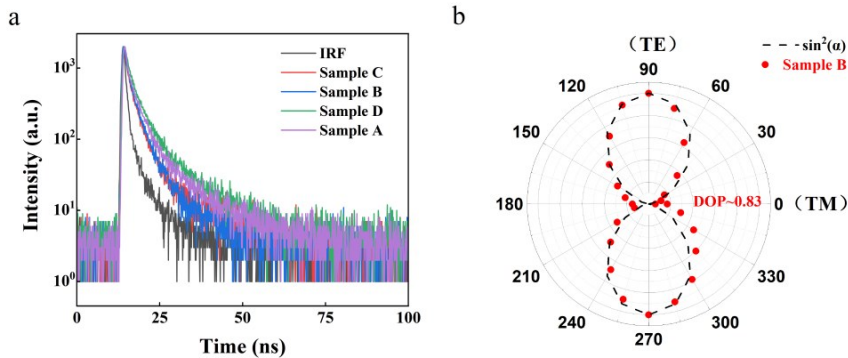 a
Intensity (a.u.)
10³
10²
10¹
10⁰
IRF
Sample C
Sample B
Sample D
Sample A
0 25 50 75 100
Time (ns)
b
(TE)
sin²(α)
Sample B
90
120 60
150 30
180 DOP~0.83 0 (TM)
210 330
240 300
270